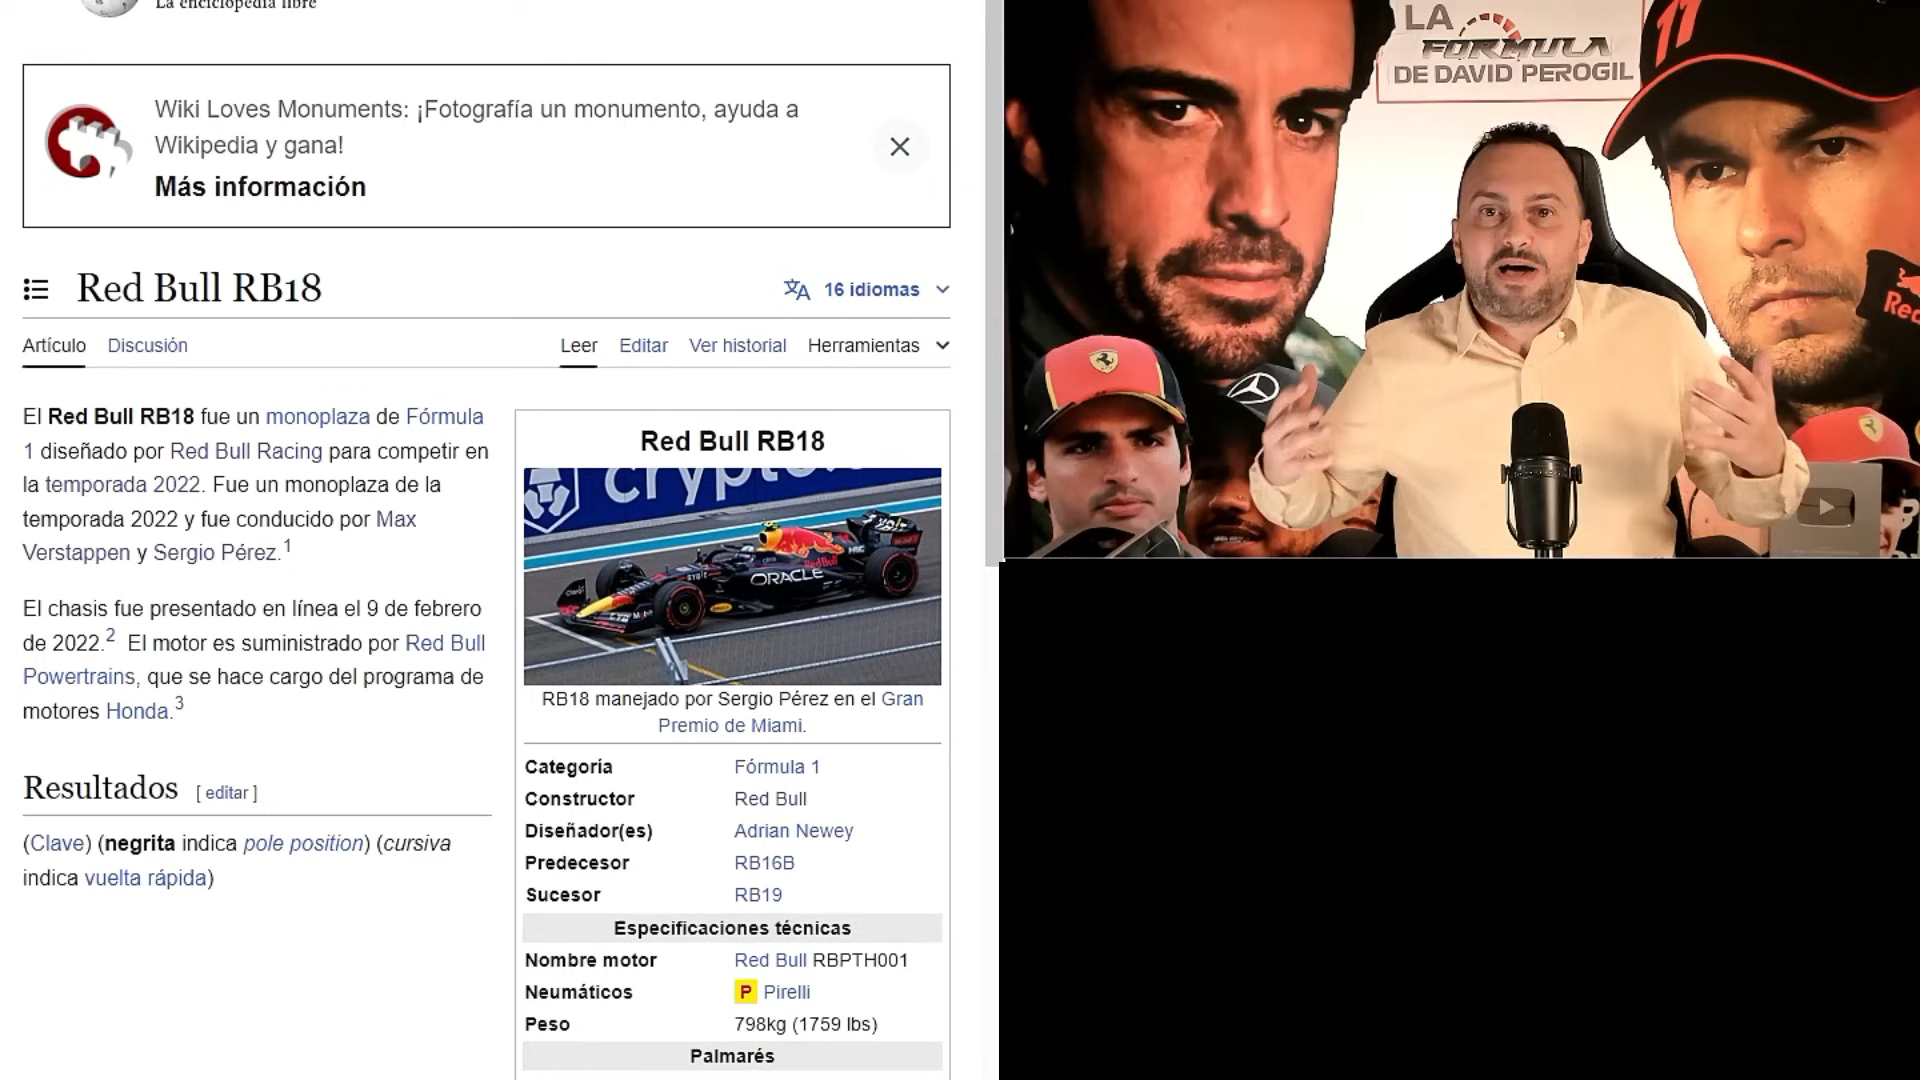 La enciclopedia libre
Wiki Loves Monuments: ¡Fotografía un monumento, ayuda a
Wikipedia y gana!
Más información
Red Bull RB18
16 idiomas
Artículo Discusión Leer Editar Ver historial Herramientas
El Red Bull RB18 fue un monoplaza de Fórmula
1 diseñado por Red Bull Racing para competir en
la temporada 2022. Fue un monoplaza de la
temporada 2022 y fue conducido por Max
Verstappen y Sergio Pérez.1
El chasis fue presentado en línea el 9 de febrero
de 2022.2 El motor es suministrado por Red Bull
Powertrains, que se hace cargo del programa de
motores Honda.3
Resultados [ editar ]
(Clave) (negrita indica pole position) (cursiva
indica vuelta rápida)
Red Bull RB18
crypto.c
ORACLE
RedBull
RB18 manejado por Sergio Pérez en el Gran
Premio de Miami.
Categoría Fórmula 1
Constructor Red Bull
Diseñador(es) Adrian Newey
Predecesor RB16B
Sucesor RB19
Especificaciones técnicas
Nombre motor Red Bull RBPTH001
Neumáticos P Pirelli
Peso 798kg (1759 lbs)
Palmarés
LA
FORMULA
DE DAVID PEROGIL
11
Red